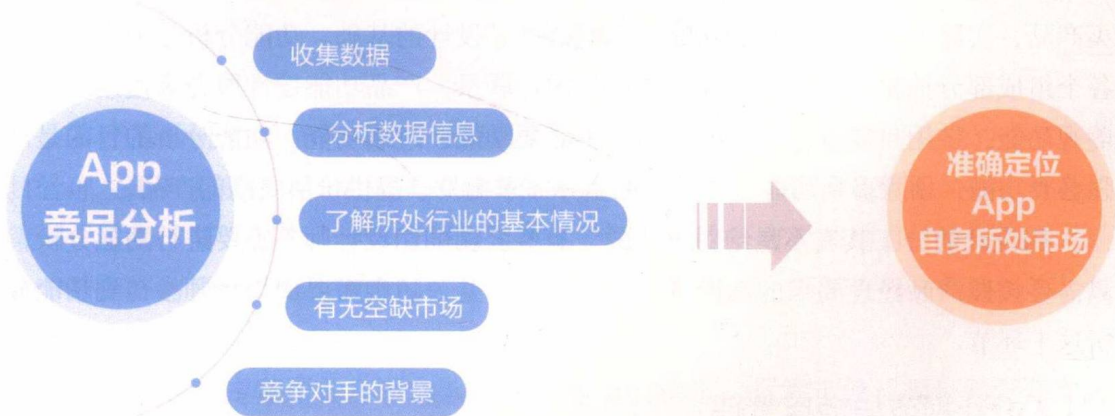 App
竞品分析
收集数据
分析数据信息
了解所处行业的基本情况
有无空缺市场
竞争对手的背景
准确定位
App
自身所处市场